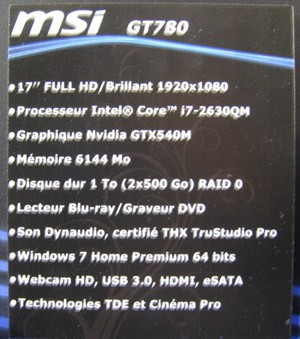 msi GT780
•17" FULL HD/Brillant 1920x1080
•Processeur Intel® Core™ i7-2630QM
•Graphique Nvidia GTX540M
•Mémoire 6144 Mo
•Disque dur 1 To (2x500 Go) RAID 0
•Lecteur Blu-ray/Graveur DVD
•Son Dynaudio, certifié THX TruStudio Pro
•Windows 7 Home Premium 64 bits
•Webcam HD, USB 3.0, HDMI, eSATA
•Technologies TDE et Cinéma Pro